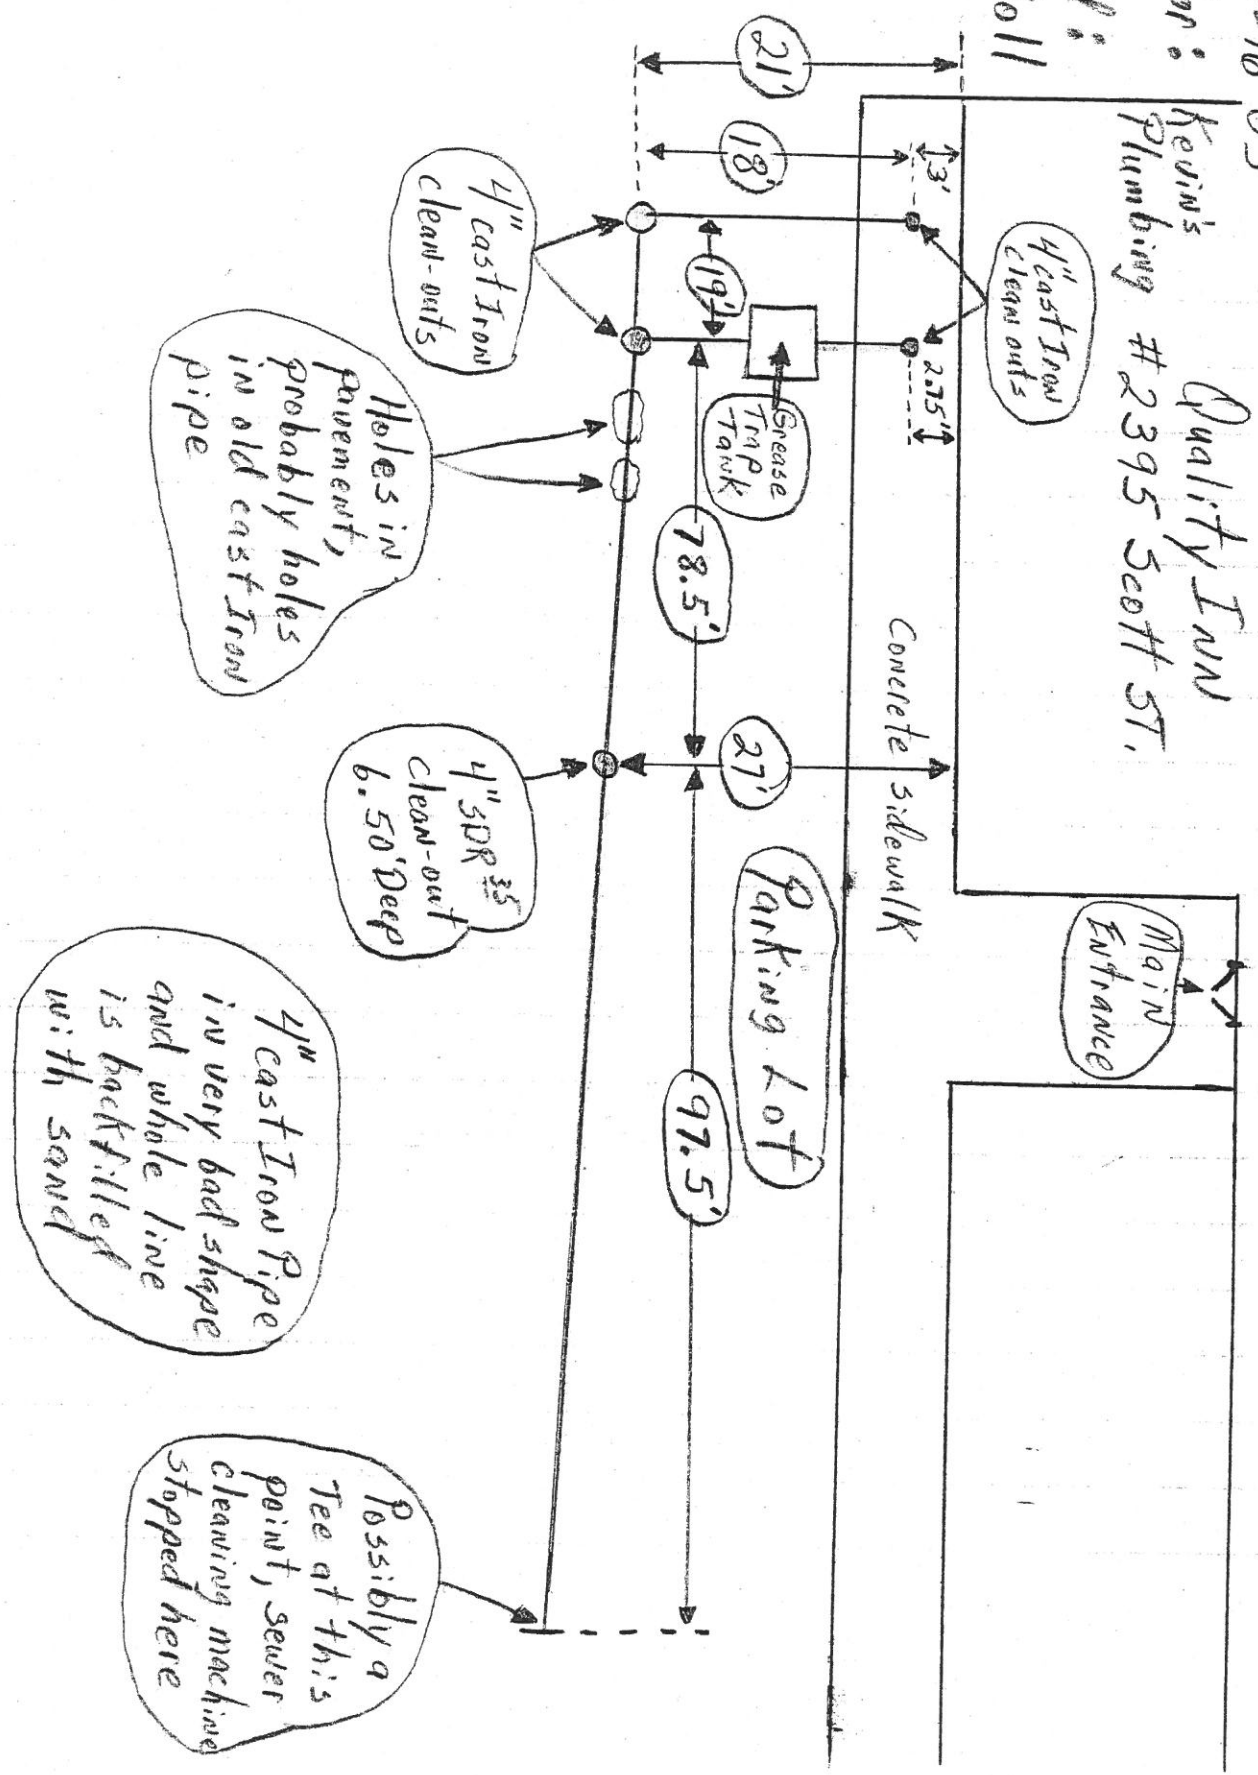 Quality INN
#2395 Scott ST.
Kevin's
Plumbing
or:
oll
4" cast Iron
clean outs
Main
Entrance
3'
2.75'
21'
18'
19'
Concrete sidewalk
Grease
Trap
Tank
78.5'
27'
Parking Lot
97.5'
4"
cast Iron
clean-outs
Holes in
pavement,
probably holes
in old cast Iron
pipe
4" SDR 35
clean-out
6.50' Deep
4"
cast Iron Pipe
in very bad shape
and whole line
is backfilled
with sand
Possibly a
Tee at this
point, sewer
cleaning machine
stopped here